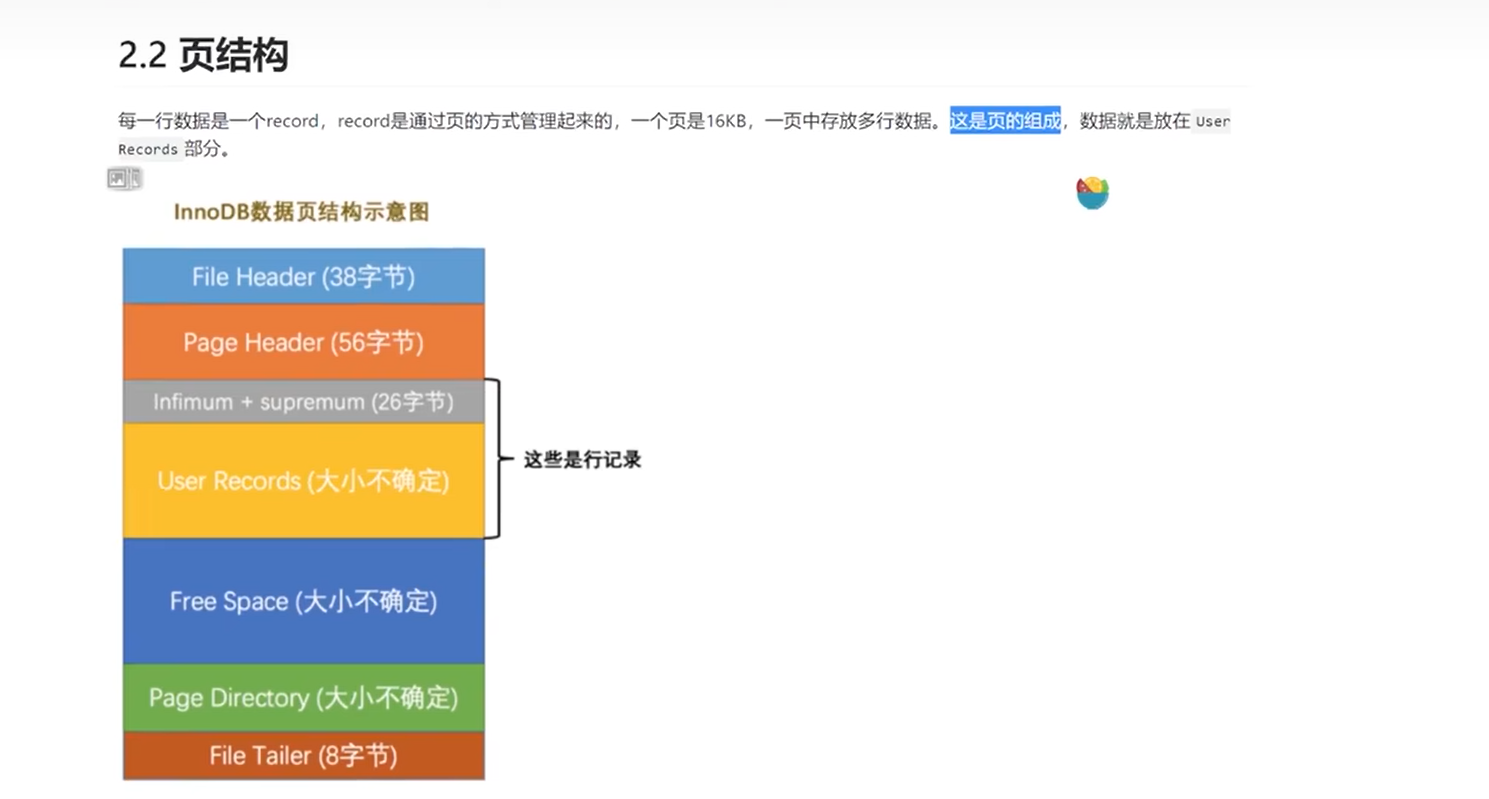 2.2 页结构
每一行数据是一个record，record是通过页的方式管理起来的，一个页是16KB，一页中存放多行数据。这是页的组成，数据就是放在 User
Records 部分。
InnoDB数据页结构示意图
File Header (38字节)
Page Header (56字节)
Infimum + supremum (26字节)
User Records (大小不确定)
这些是行记录
Free Space (大小不确定)
Page Directory (大小不确定)
File Tailer (8字节)